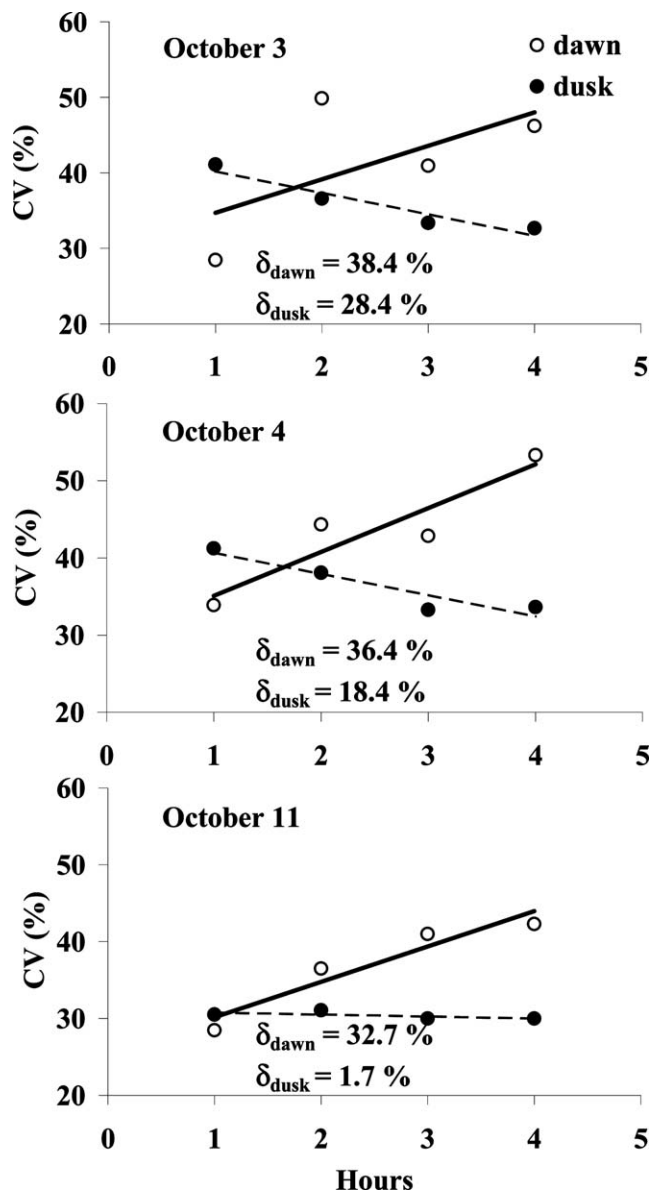 60
October 3
dawn
dusk
50
40
30
20
CV (%)
δdawn = 38.4 %
δdusk = 28.4 %
0 1 2 3 4 5
60
October 4
50
40
30
20
CV (%)
δdawn = 36.4 %
δdusk = 18.4 %
0 1 2 3 4 5
60
October 11
50
40
30
20
CV (%)
δdawn = 32.7 %
δdusk = 1.7 %
0 1 2 3 4 5
Hours